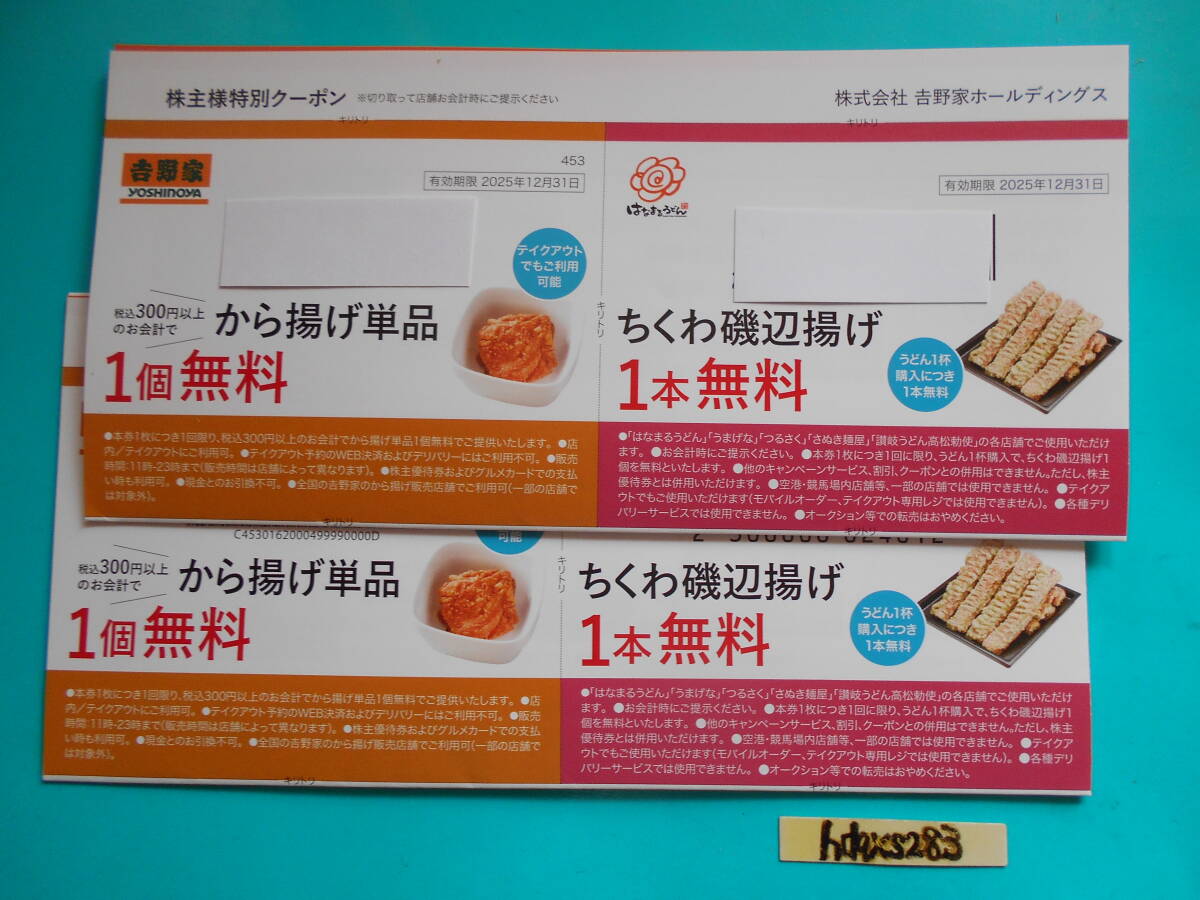 株主様特別クーポン ※切り取って店舗お会計時にご提示ください
株式会社 𠮷野家ホールディングス
キリトリ
キリトリ
𠮷野家
YOSHINOYA
453
有効期限 2025年12月31日
テイクアウト
でもご利用
可能
税込300円以上
のお会計で
から揚げ単品
1個無料
●本券1枚につき1回限り、税込300円以上のお会計でから揚げ単品1個無料でご提供いたします。●店
内/テイクアウトにご利用可。●テイクアウト予約のWEB決済およびデリバリーにはご利用不可。●販売
時間:11時-23時まで(販売時間は店舗によって異なります)。●株主優待券およびグルメカードでの支払
い時も利用可。●現金とのお引換不可。●全国の吉野家のから揚げ販売店舗でご利用可(一部の店舗で
は対象外)。
キリトリ
はなまるうどん
有効期限 2025年12月31日
ちくわ磯辺揚げ
1本無料
うどん1杯
購入につき
1本無料
●「はなまるうどん」「うまげな」「つるさく」「さぬき麺屋」「讃岐うどん高松勅使」の各店舗でご使用いただけ
ます。●お会計時にご提示ください。●本券1枚につき1回に限り、うどん1杯購入で、ちくわ磯辺揚げ1
個を無料といたします。●他のキャンペーンサービス、割引、クーポンとの併用はできません。ただし、株主
優待券とは併用いただけます。●空港・競馬場内店舗等、一部の店舗では使用できません。●テイクア
ウトでもご使用いただけます(モバイルオーダー、テイクアウト専用レジでは使用できません)。●各種デリ
バリーサービスでは使用できません。●オークション等での転売はおやめください。
キリトリ
キリトリ
C4530162000499990000D
可能
税込300円以上
のお会計で
から揚げ単品
1個無料
●本券1枚につき1回限り、税込300円以上のお会計でから揚げ単品1個無料でご提供いたします。●店
内/テイクアウトにご利用可。●テイクアウト予約のWEB決済およびデリバリーにはご利用不可。●販売
時間:11時-23時まで(販売時間は店舗によって異なります)。●株主優待券およびグルメカードでの支払
い時も利用可。●現金とのお引換不可。●全国の吉野家のから揚げ販売店舗でご利用可(一部の店舗で
は対象外)。
キリトリ
キリトリ
ちくわ磯辺揚げ
1本無料
うどん1杯
購入につき
1本無料
●「はなまるうどん」「うまげな」「つるさく」「さぬき麺屋」「讃岐うどん高松勅使」の各店舗でご使用いただけ
ます。●お会計時にご提示ください。●本券1枚につき1回に限り、うどん1杯購入で、ちくわ磯辺揚げ1
個を無料といたします。●他のキャンペーンサービス、割引、クーポンとの併用はできません。ただし、株主
優待券とは併用いただけます。●空港・競馬場内店舗等、一部の店舗では使用できません。●テイクア
ウトでもご使用いただけます(モバイルオーダー、テイクアウト専用レジでは使用できません)。●各種デリ
バリーサービスでは使用できません。●オークション等での転売はおやめください。
キリトリ